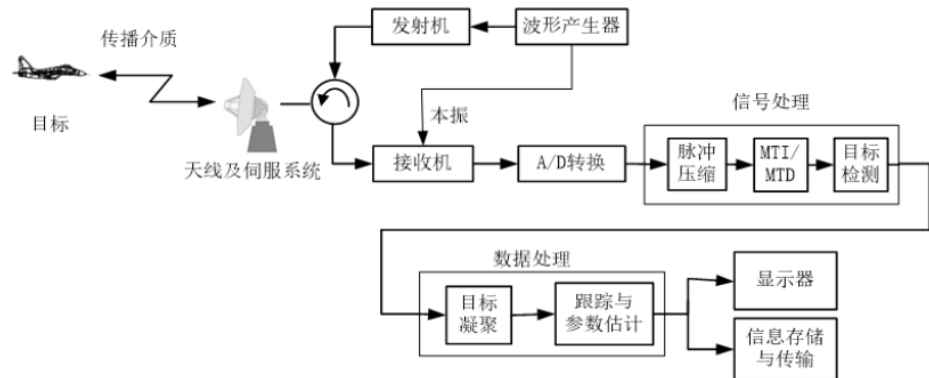 发射机
波形产生器
传播介质
目标
天线及伺服系统
本振
接收机
A/D转换
信号处理
脉冲
压缩
MTI/
MTD
目标
检测
数据处理
目标
凝聚
跟踪与
参数估计
显示器
信息存储
与传输